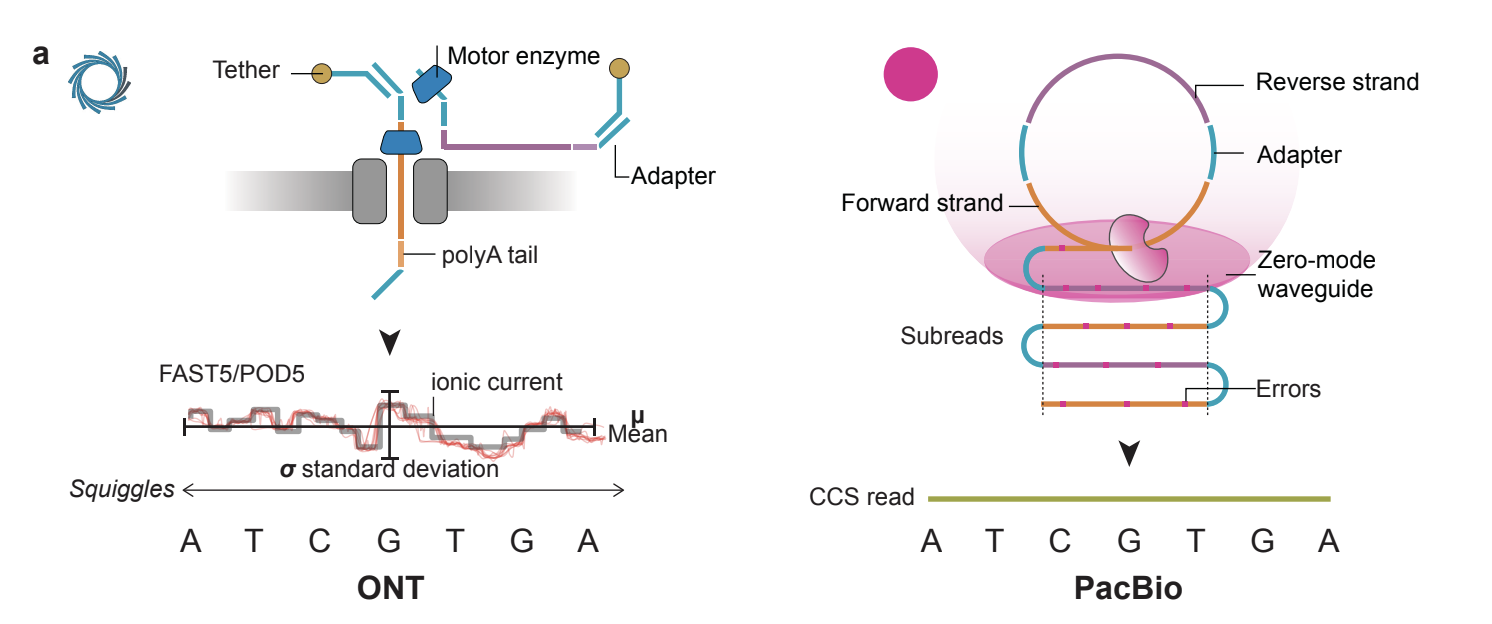 a
Tether
Motor enzyme
Adapter
polyA tail
FAST5/POD5
ionic current
μ
Mean
σ standard deviation
Squiggles
A T C G T G A
ONT
Reverse strand
Adapter
Forward strand
Zero-mode
waveguide
Subreads
Errors
CCS read
A T C G T G A
PacBio